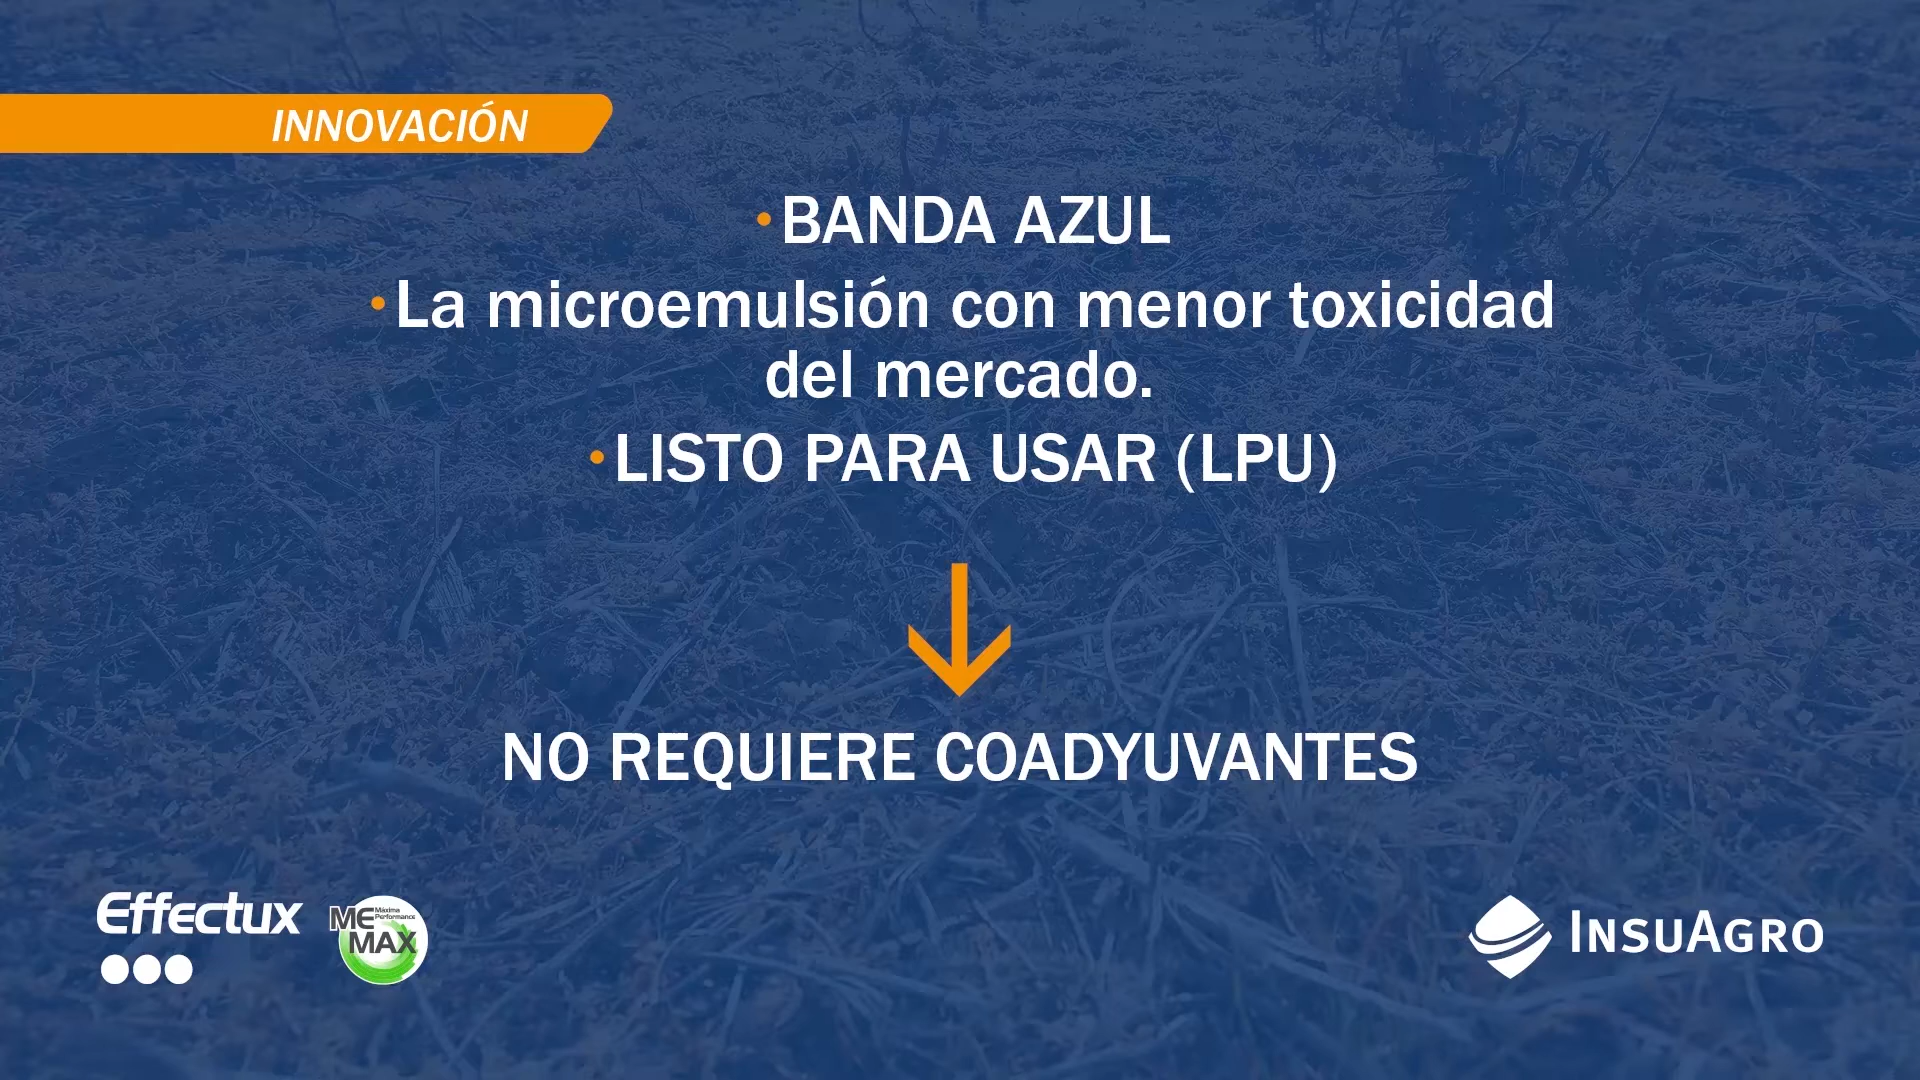 INNOVACIÓN
•BANDA AZUL
•La microemulsión con menor toxicidad
del mercado.
•LISTO PARA USAR (LPU)
NO REQUIERE COADYUVANTES
Effectux
ME Máxima Performance
MAX
INSUAGRO